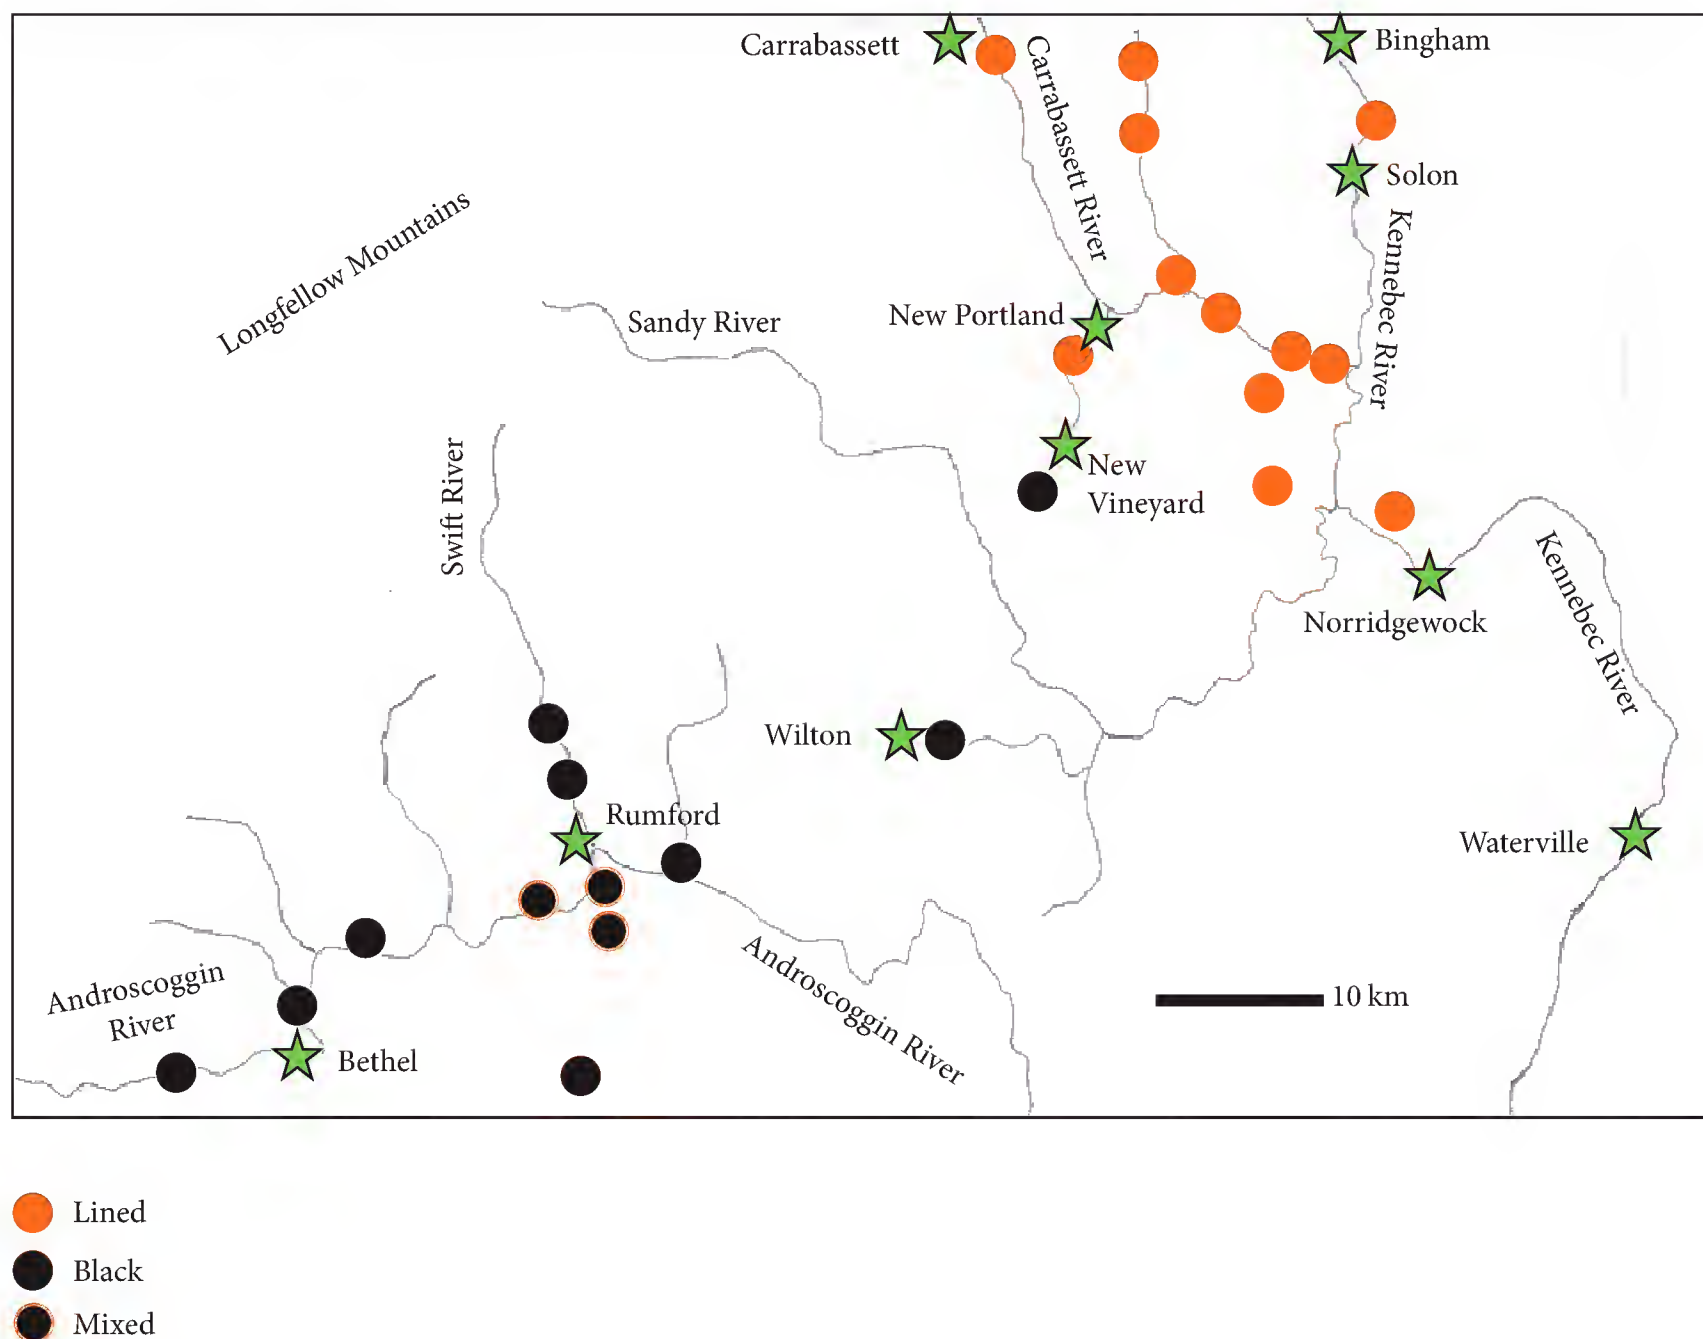 Carrabassett
Carrabassett River
Bingham
Solon
Kennebec River
Longfellow Mountains
New Portland
Sandy River
Swift River
New
Vineyard
Kennebec River
Norridgewock
Wilton
Rumford
Waterville
Androscoggin
River
Androscoggin River
10 km
Bethel
Lined
Black
Mixed